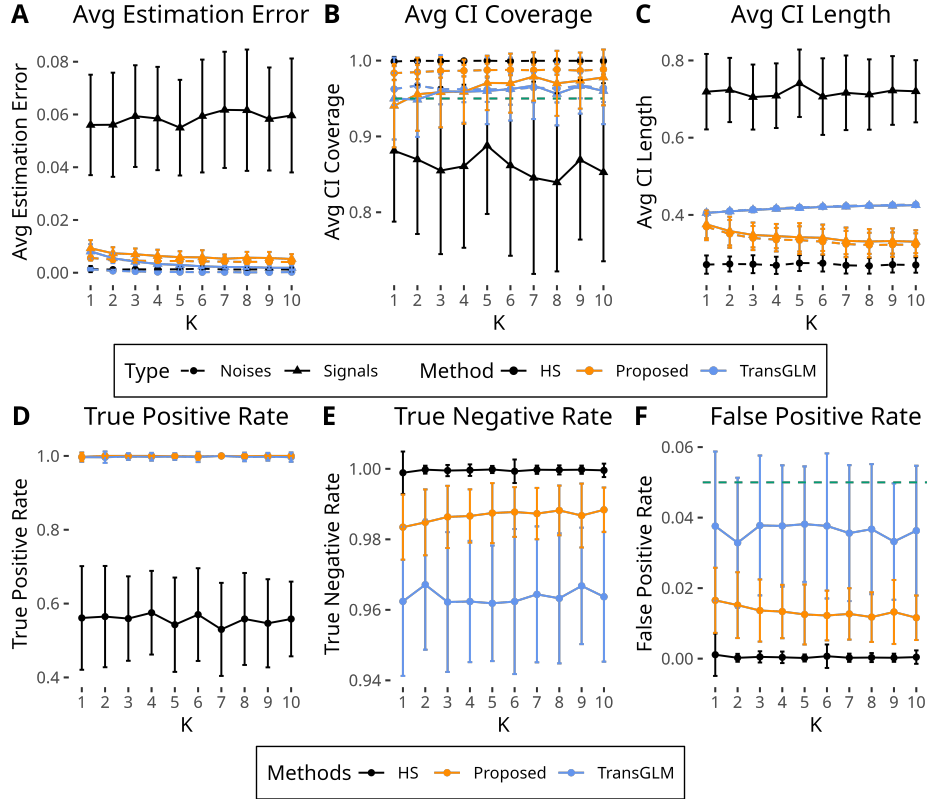 A Avg Estimation Error B Avg CI Coverage C Avg CI Length
Avg Estimation Error
0.08
0.06
0.04
0.02
0.00
1 2 3 4 5 6 7 8 9 10
K
Avg CI Coverage
1.0
0.9
0.8
1 2 3 4 5 6 7 8 9 10
K
Avg CI Length
0.8
0.6
0.4
1 2 3 4 5 6 7 8 9 10
K
Type Noises Signals Method HS Proposed TransGLM
D True Positive Rate E True Negative Rate F False Positive Rate
True Positive Rate
1.0
0.8
0.6
0.4
1 2 3 4 5 6 7 8 9 10
K
True Negative Rate
1.00
0.98
0.96
0.94
1 2 3 4 5 6 7 8 9 10
K
False Positive Rate
0.06
0.04
0.02
0.00
1 2 3 4 5 6 7 8 9 10
K
Methods HS Proposed TransGLM